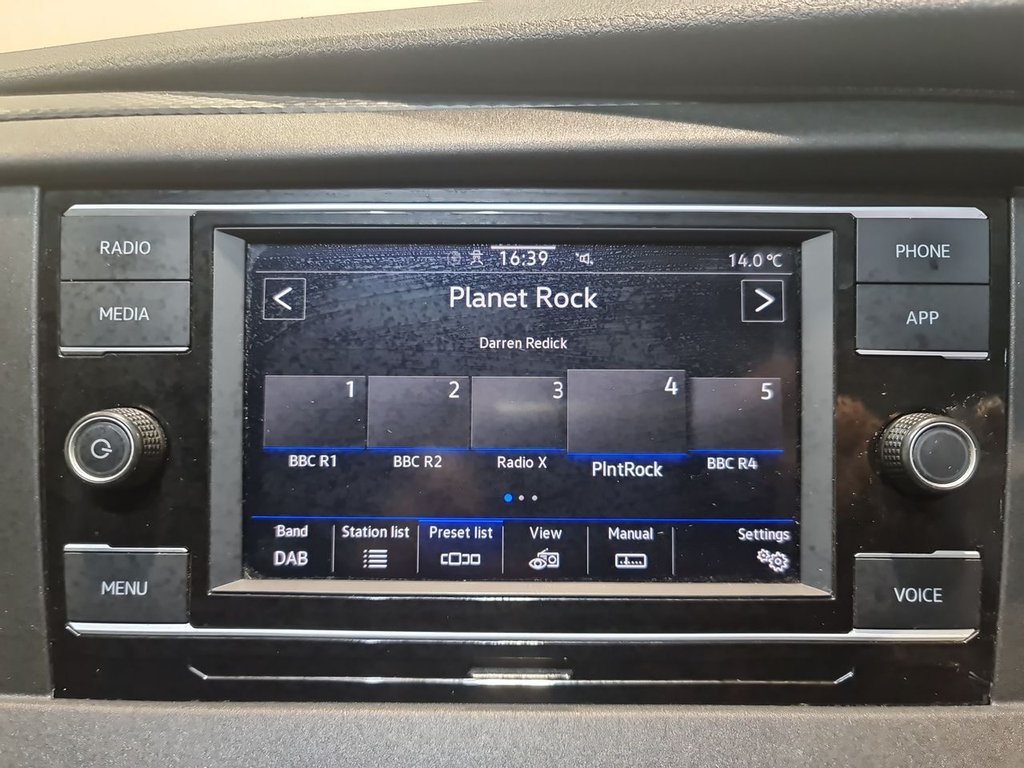 RADIO
MEDIA
MENU
16:39
14.0°C
<
Planet Rock
>
Darren Redick
1 2 3 4 5
BBC R1 BBC R2 Radio X PlntRock BBC R4
Band Station list Preset list View Manual Settings
DAB
PHONE
APP
VOICE